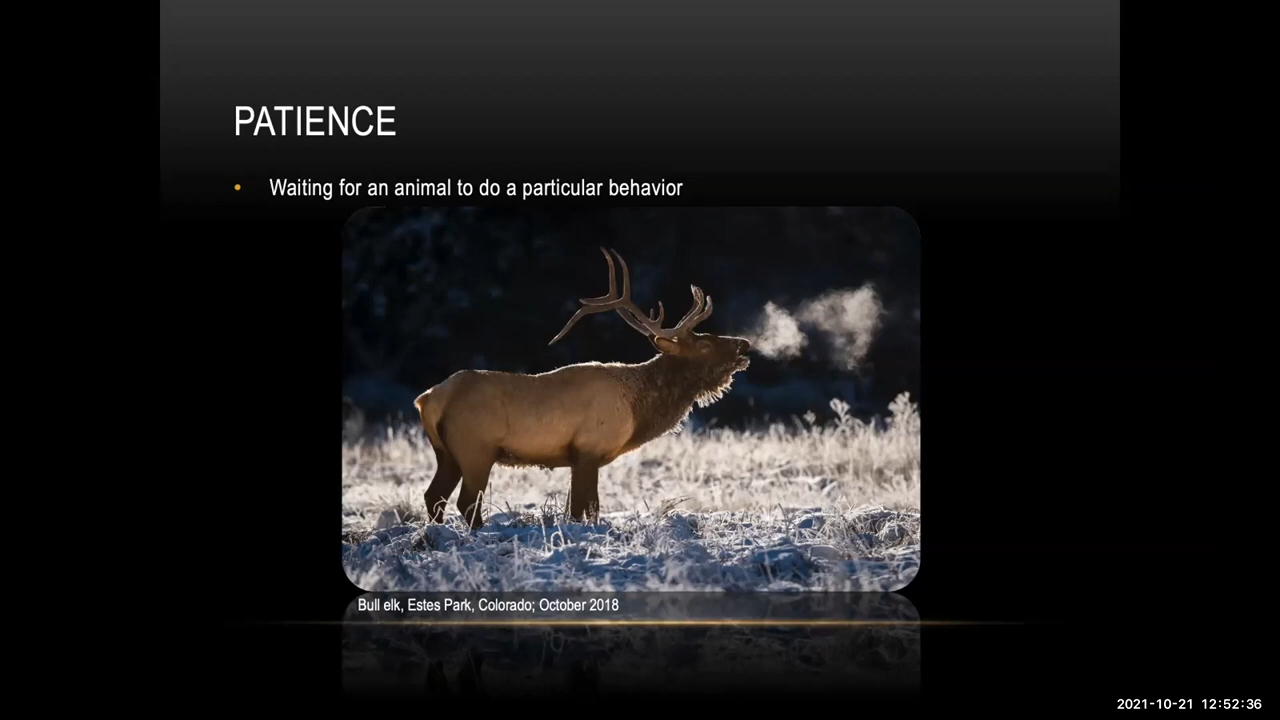 PATIENCE
• Waiting for an animal to do a particular behavior
Bull elk, Estes Park, Colorado; October 2018
2021-10-21 12:52:36